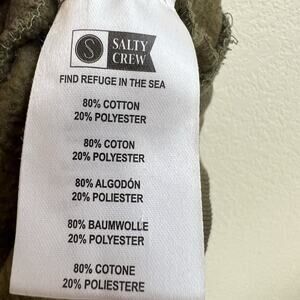 S
SALTY
CREW
FIND REFUGE IN THE SEA
80% COTTON
20% POLYESTER
80% COTON
20% POLYESTER
80% ALGODÓN
20% POLIESTER
80% BAUMWOLLE
20% POLYESTER
80% COTONE
20% POLIESTERE